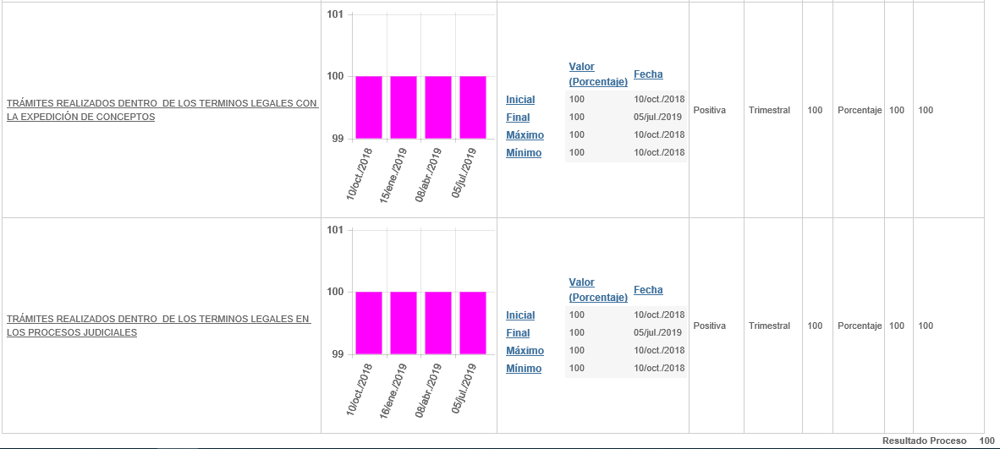 101
100
99
10/oct./2018
15/ene./2019
08/abr./2019
05/jul./2019
TRÁMITES REALIZADOS DENTRO DE LOS TERMINOS LEGALES CON
LA EXPEDICIÓN DE CONCEPTOS
Valor
(Porcentaje)
Fecha
Inicial 100 10/oct./2018
Final 100 05/jul./2019
Máximo 100 10/oct./2018
Mínimo 100 10/oct./2018
Positiva Trimestral 100 Porcentaje 100 100
101
100
99
10/oct./2018
16/ene./2019
08/abr./2019
05/jul./2019
TRÁMITES REALIZADOS DENTRO DE LOS TERMINOS LEGALES EN
LOS PROCESOS JUDICIALES
Valor
(Porcentaje)
Fecha
Inicial 100 10/oct./2018
Final 100 05/jul./2019
Máximo 100 10/oct./2018
Mínimo 100 10/oct./2018
Positiva Trimestral 100 Porcentaje 100 100
Resultado Proceso 100